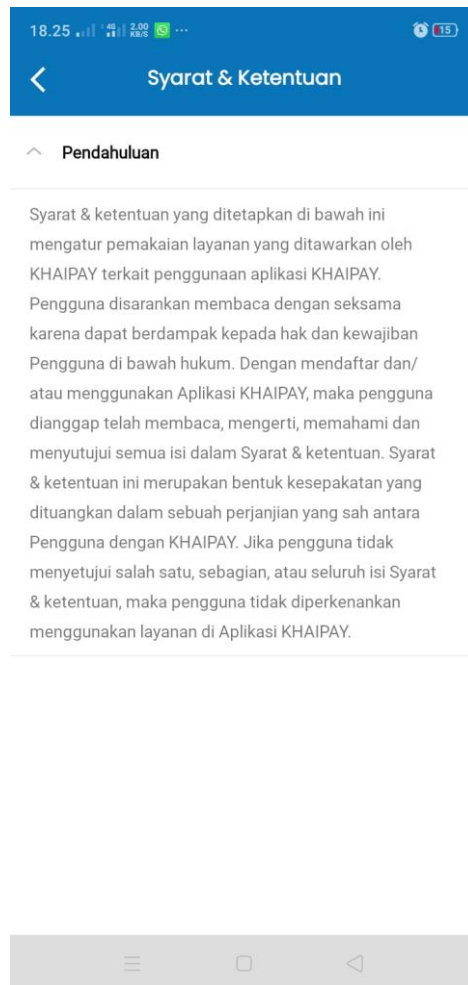 18.25 4G 2.00 KB/S ... 15
Syarat & Ketentuan
Pendahuluan
Syarat & ketentuan yang ditetapkan di bawah ini
mengatur pemakaian layanan yang ditawarkan oleh
KHAIPAY terkait penggunaan aplikasi KHAIPAY.
Pengguna disarankan membaca dengan seksama
karena dapat berdampak kepada hak dan kewajiban
Pengguna di bawah hukum. Dengan mendaftar dan/
atau menggunakan Aplikasi KHAIPAY, maka pengguna
dianggap telah membaca, mengerti, memahami dan
menyutujui semua isi dalam Syarat & ketentuan. Syarat
& ketentuan ini merupakan bentuk kesepakatan yang
dituangkan dalam sebuah perjanjian yang sah antara
Pengguna dengan KHAIPAY. Jika pengguna tidak
menyetujui salah satu, sebagian, atau seluruh isi Syarat
& ketentuan, maka pengguna tidak diperkenankan
menggunakan layanan di Aplikasi KHAIPAY.